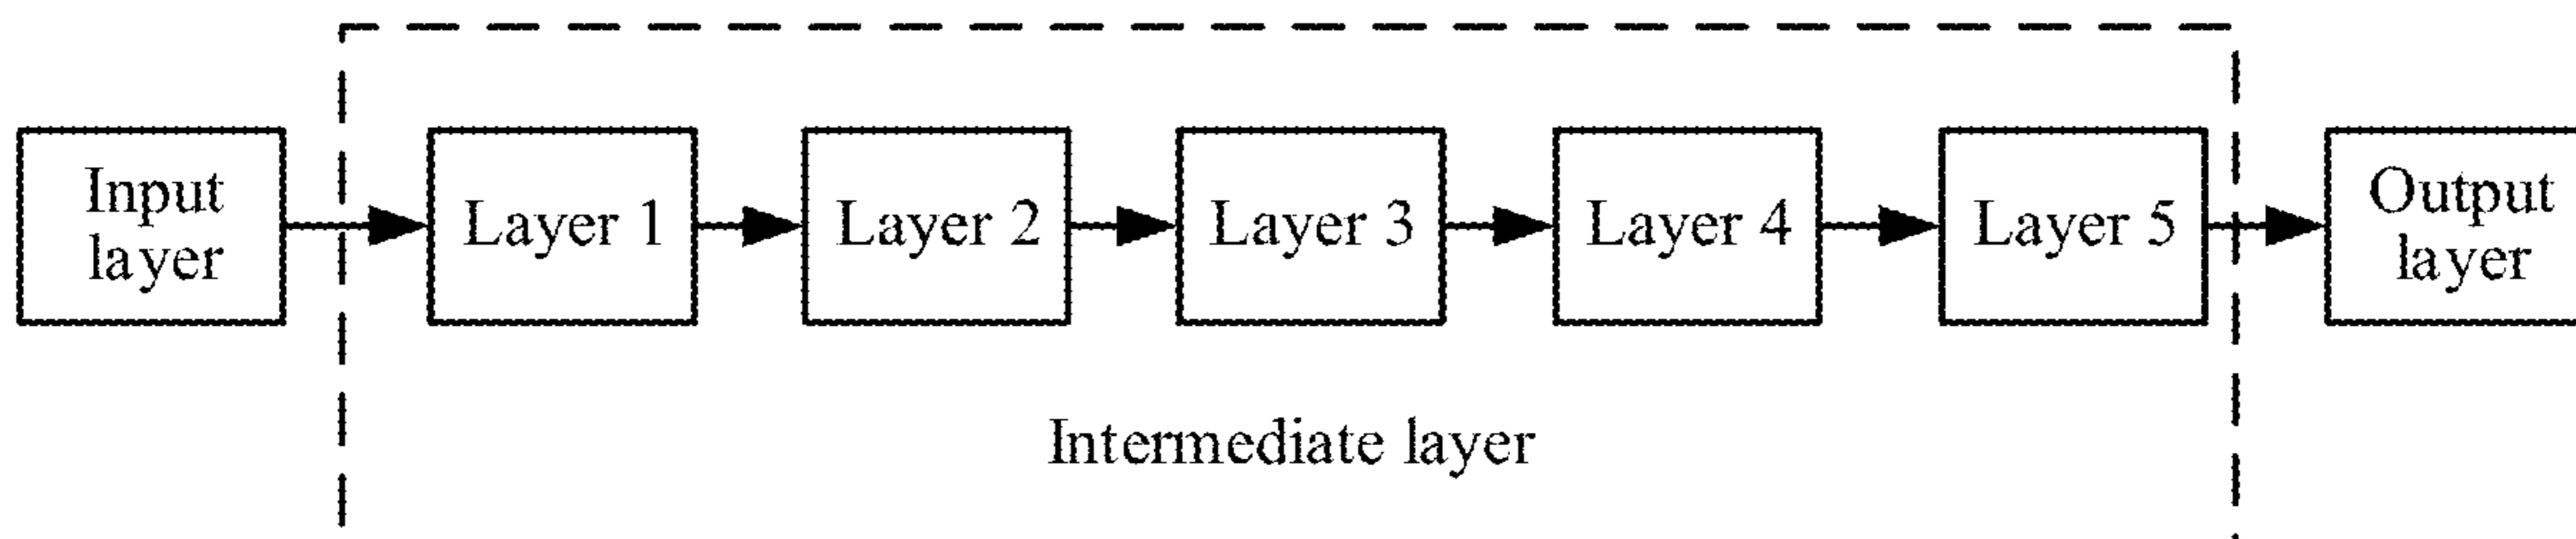 Input
layer
Layer 1
Layer 2
Layer 3
Layer 4
Layer 5
Output
layer
Intermediate layer